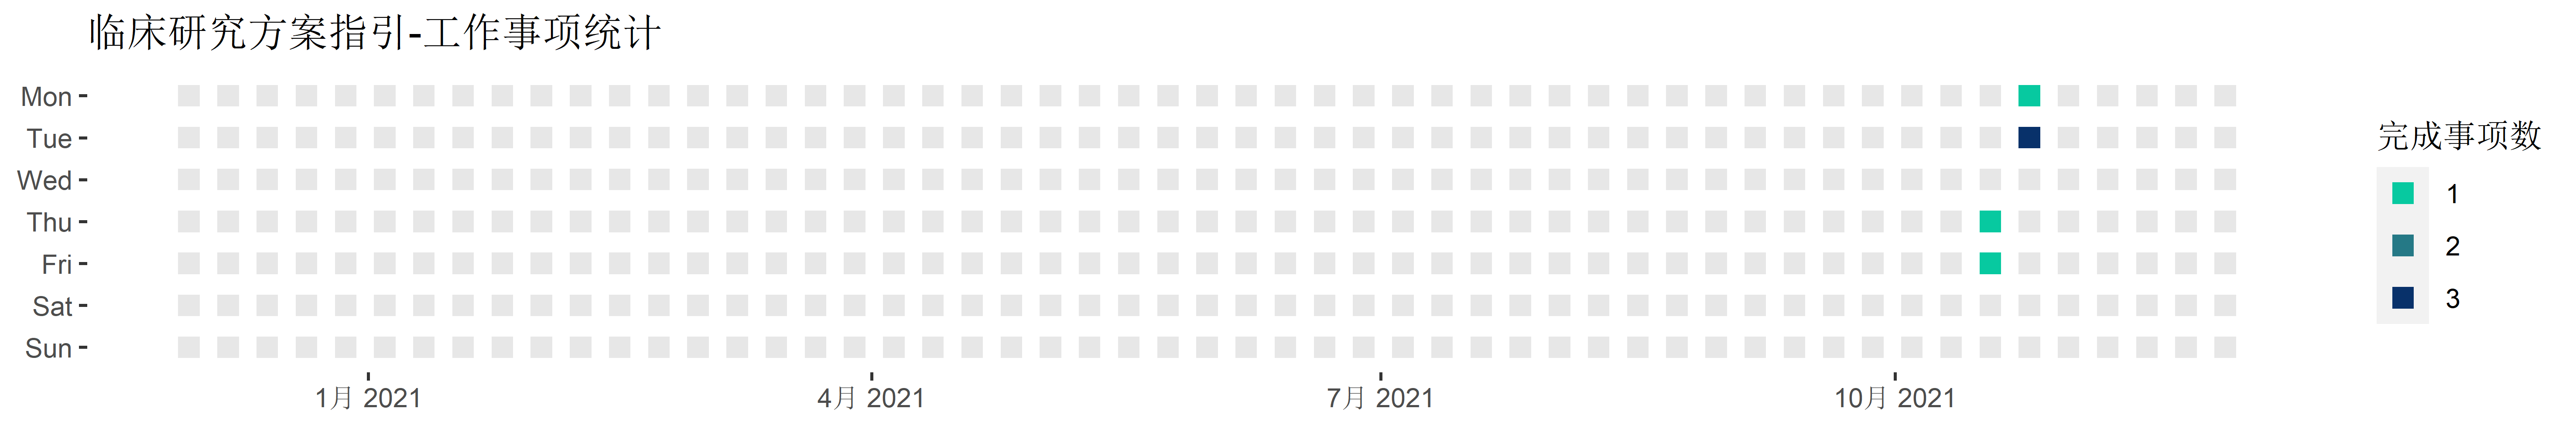 临床研究方案指引-工作事项统计
Mon
Tue
Wed
Thu
Fri
Sat
Sun
1月 2021
4月 2021
7月 2021
10月 2021
完成事项数
1
2
3